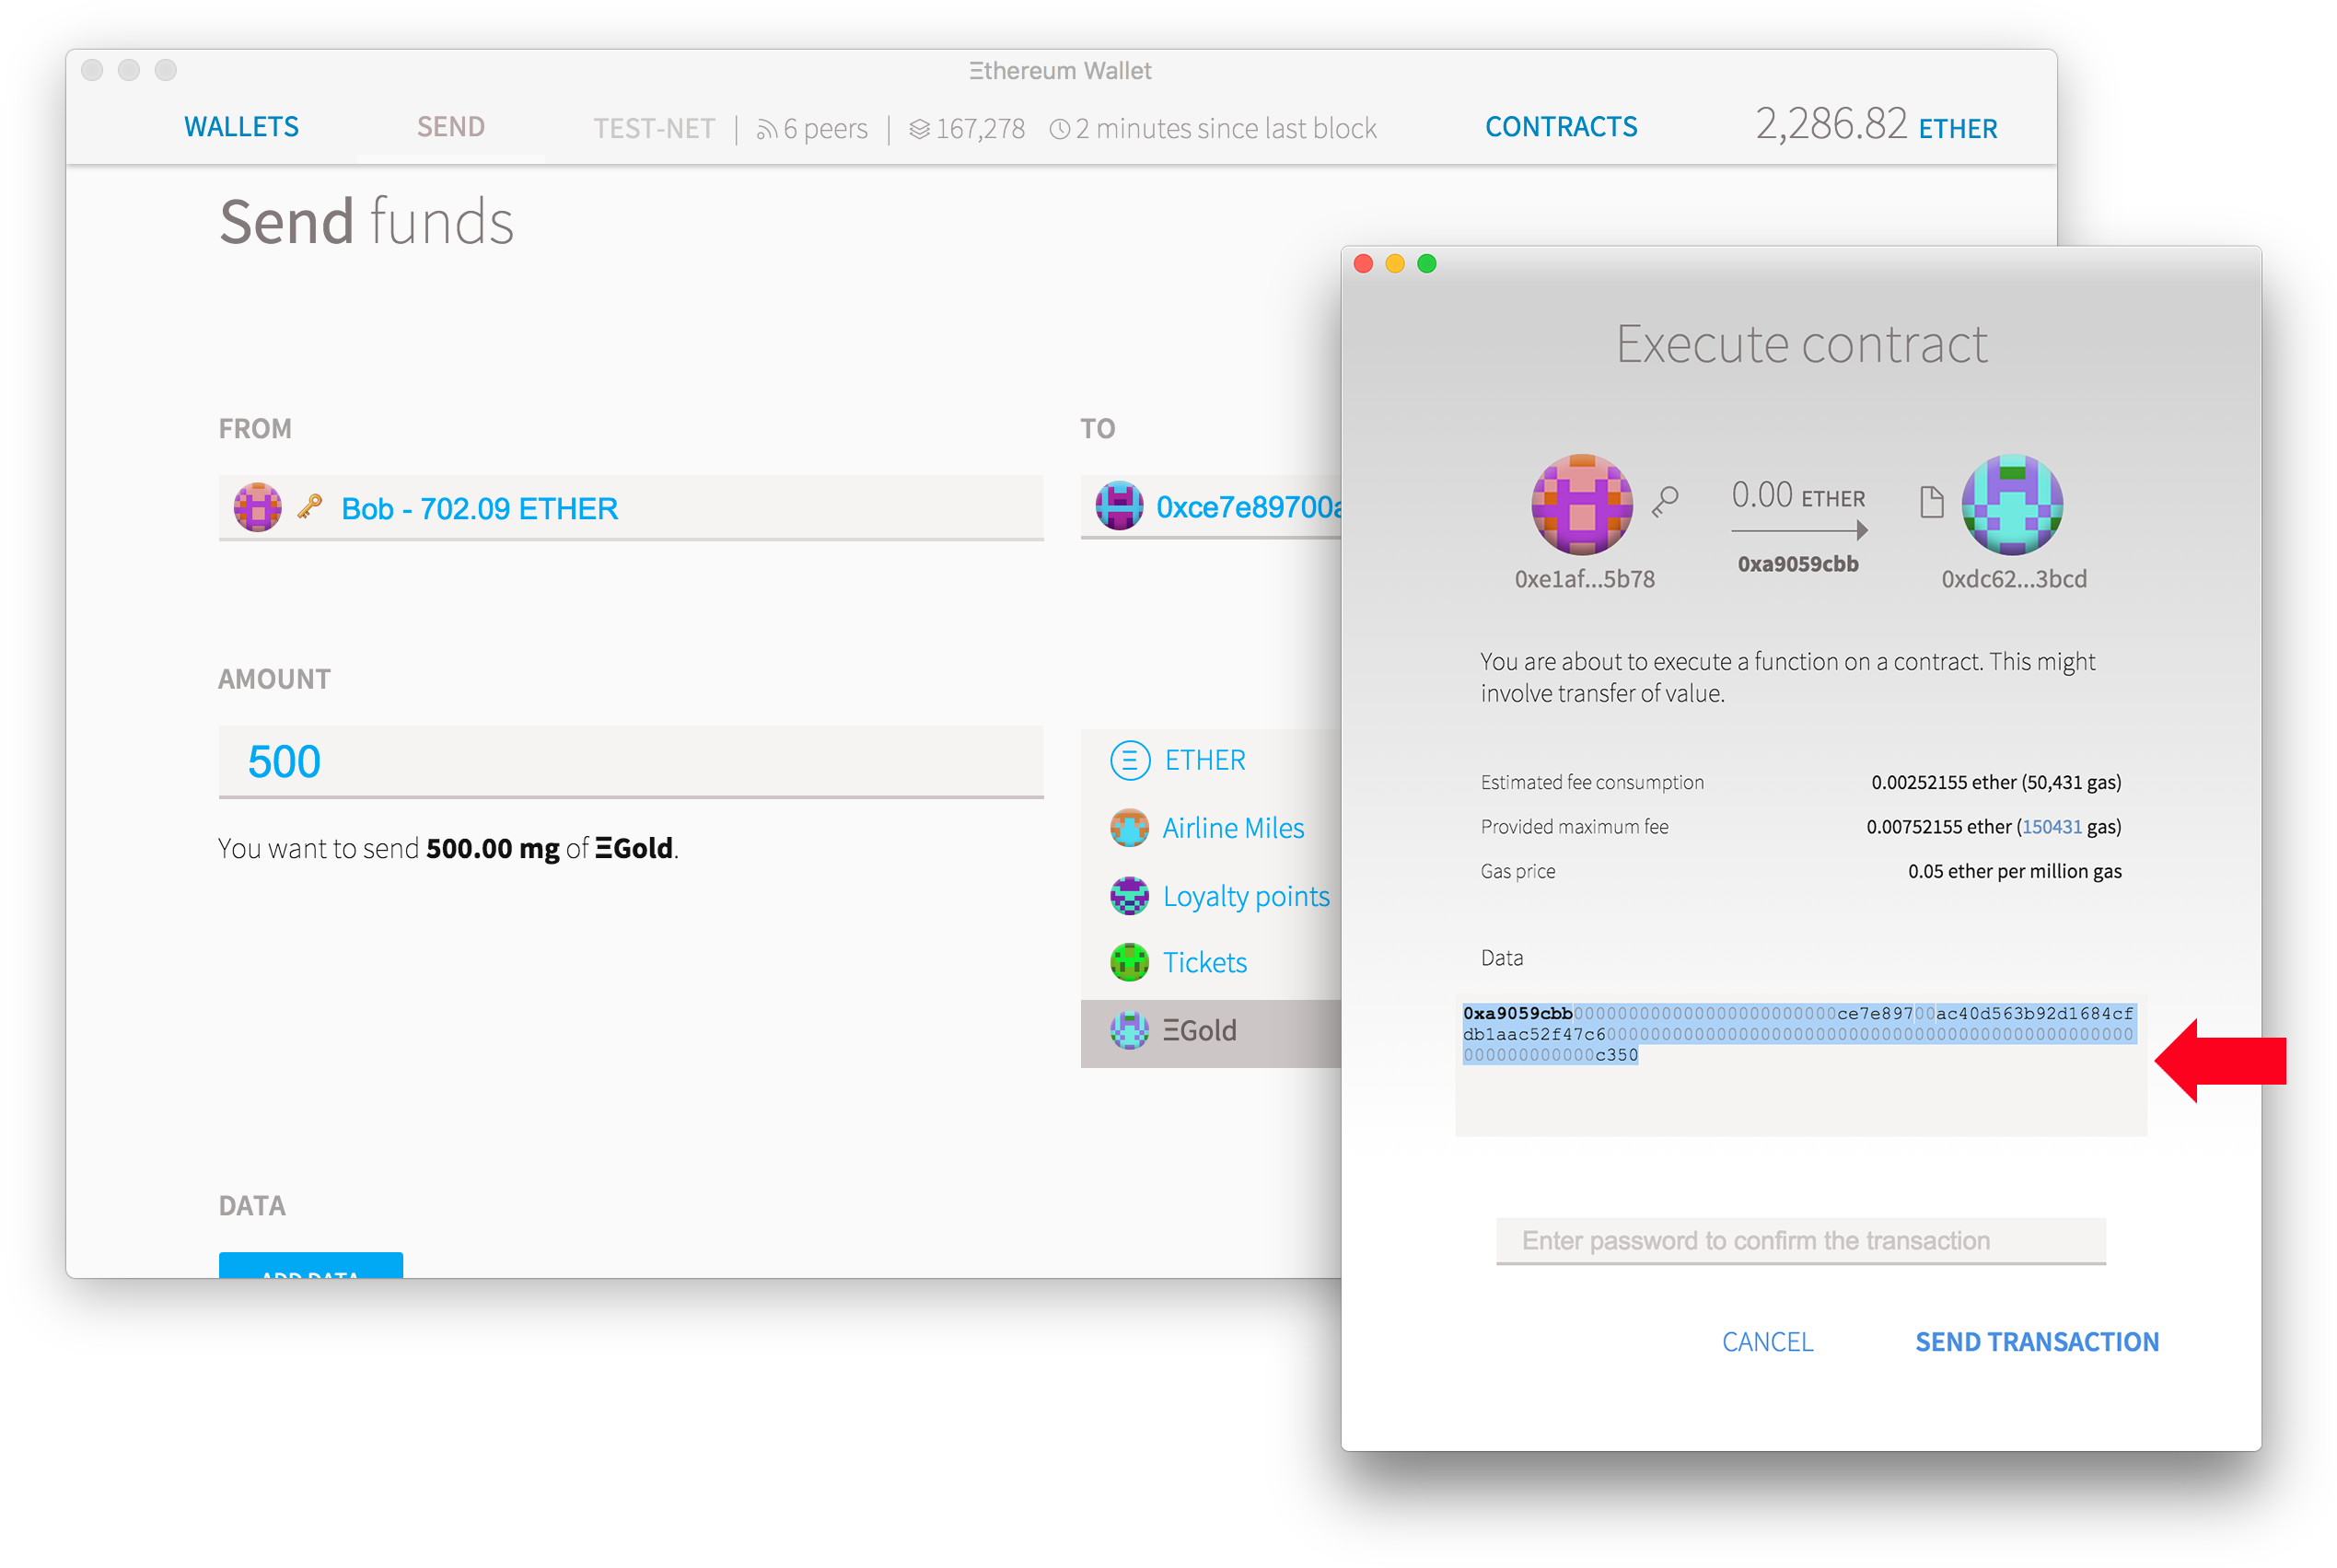 Ξthereum Wallet
WALLETS SEND TEST-NET | 6 peers | 167,278 2 minutes since last block CONTRACTS 2,286.82 ETHER
Send funds
FROM
Bob - 702.09 ETHER
TO
0xce7e89700a
AMOUNT
500
You want to send 500.00 mg of ΞGold.
Ξ ETHER
Airline Miles
Loyalty points
Tickets
ΞGold
DATA
ADD DATA
Execute contract
0.00 ETHER
0xa9059cbb
0xe1af...5b78
0xdc62...3bcd
You are about to execute a function on a contract. This might
involve transfer of value.
Estimated fee consumption 0.00252155 ether (50,431 gas)
Provided maximum fee 0.00752155 ether (150431 gas)
Gas price 0.05 ether per million gas
Data
0xa9059cbb000000000000000000000000ce7e89700ac40d563b92d1684cf
db1aac52f47c6000000000000000000000000000000000000000000000000
000000000000c350
Enter password to confirm the transaction
CANCEL SEND TRANSACTION